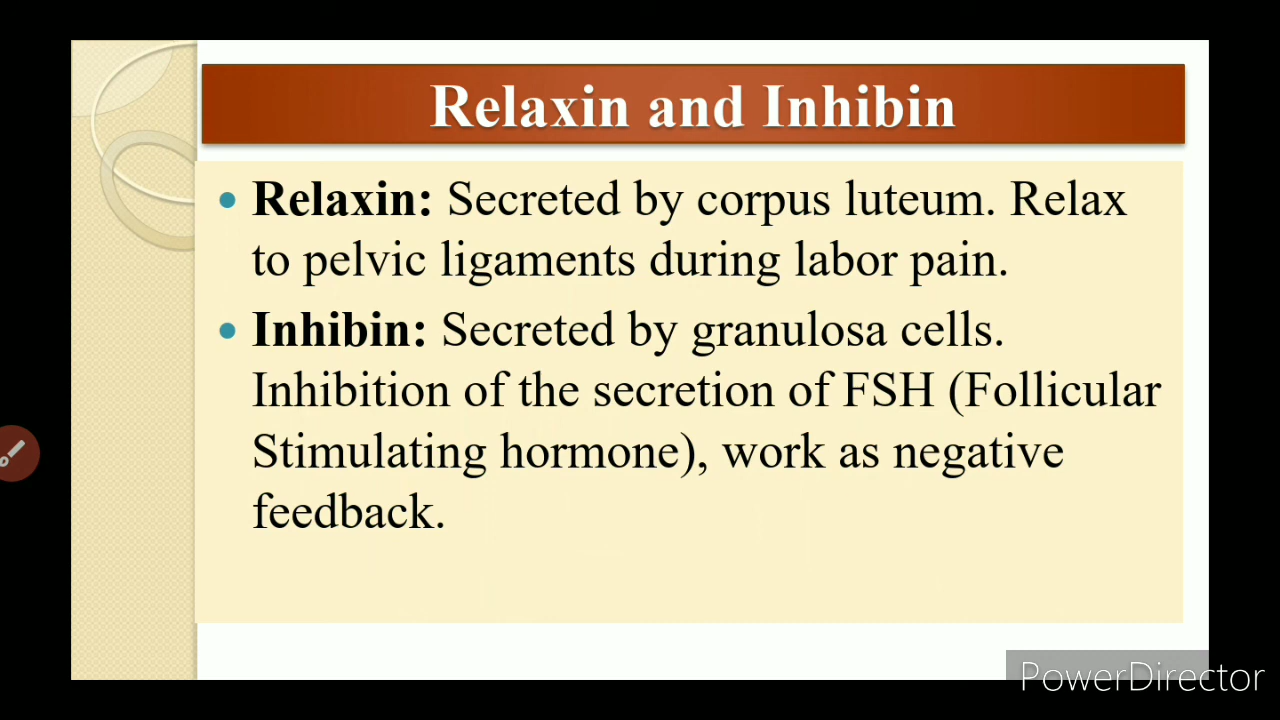 Relaxin and Inhibin
• Relaxin: Secreted by corpus luteum. Relax
to pelvic ligaments during labor pain.
• Inhibin: Secreted by granulosa cells.
Inhibition of the secretion of FSH (Follicular
Stimulating hormone), work as negative
feedback.
PowerDirector